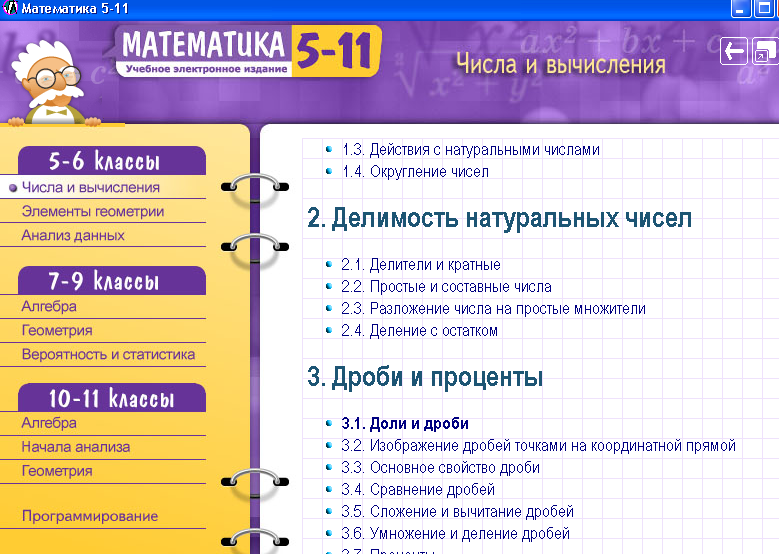 Математика 5-11
МАТЕМАТИКА 5-11
Учебное электронное издание
Числа и вычисления
5-6 классы
Числа и вычисления
Элементы геометрии
Анализ данных
7-9 классы
Алгебра
Геометрия
Вероятность и статистика
10-11 классы
Алгебра
Начала анализа
Геометрия
Программирование
1.3. Действия с натуральными числами
1.4. Округление чисел
2. Делимость натуральных чисел
2.1. Делители и кратные
2.2. Простые и составные числа
2.3. Разложение числа на простые множители
2.4. Деление с остатком
3. Дроби и проценты
3.1. Доли и дроби
3.2. Изображение дробей точками на координатной прямой
3.3. Основное свойство дроби
3.4. Сравнение дробей
3.5. Сложение и вычитание дробей
3.6. Умножение и деление дробей
3.7. Проценты